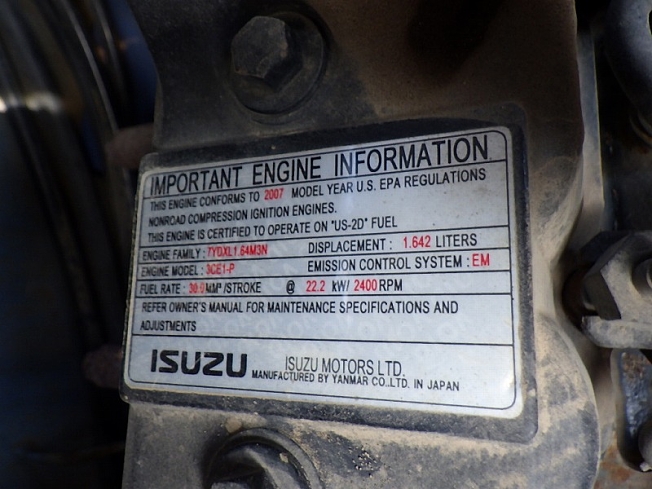 IMPORTANT ENGINE INFORMATION
THIS ENGINE CONFORMS TO 2007 MODEL YEAR U.S. EPA REGULATIONS
NONROAD COMPRESSION IGNITION ENGINES.
THIS ENGINE IS CERTIFIED TO OPERATE ON "US-2D" FUEL
ENGINE FAMILY : 7YDXL1.64M3N DISPLACEMENT : 1.642 LITERS
ENGINE MODEL : 3CE1-P EMISSION CONTROL SYSTEM : EM
FUEL RATE : MM³ /STROKE @ 22.2 kW/ 2400 RPM
REFER OWNER'S MANUAL FOR MAINTENANCE SPECIFICATIONS AND
ADJUSTMENTS
ISUZU ISUZU MOTORS LTD.
MANUFACTURED BY YANMAR CO.,LTD. IN JAPAN